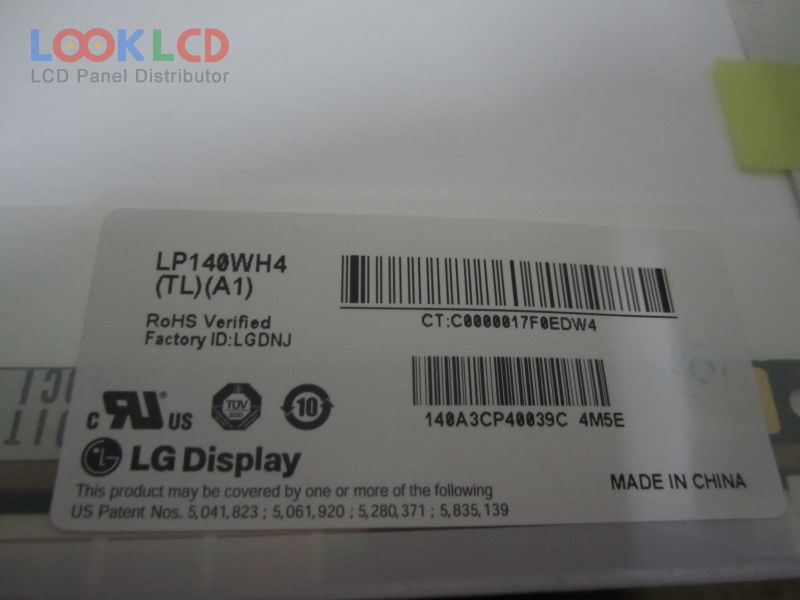 LOOKLCD
LCD Panel Distributor
LP140WH4
(TL)(A1)
RoHS Verified
Factory ID:LGDNJ
CT:C0000017F0EDW4
140A3CP40039C 4M5E
C RU US
TÜV
10
LG Display
MADE IN CHINA
This product may be covered by one or more of the following
US Patent Nos. 5,041,823 ; 5,061,920 ; 5,280,371 ; 5,835,139